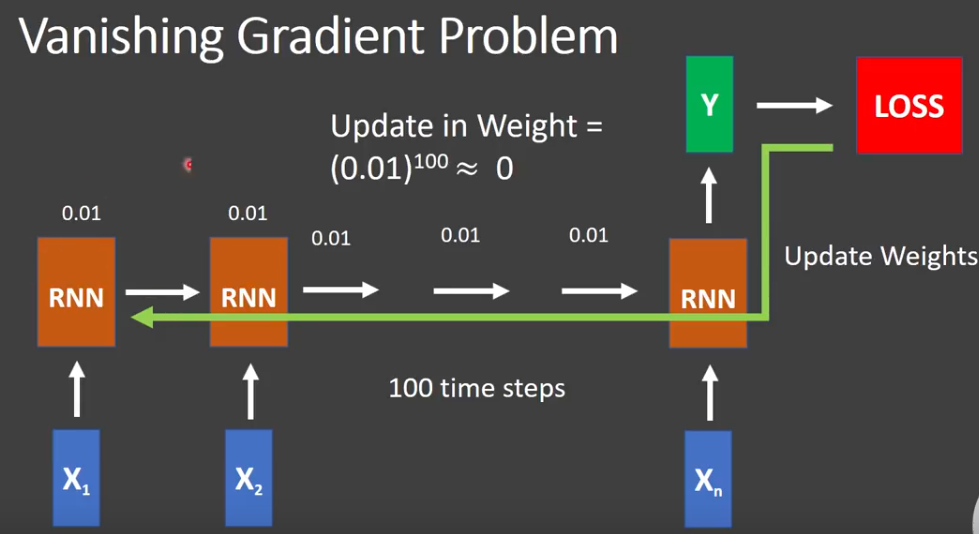 Vanishing Gradient Problem
Y
LOSS
Update in Weight =
(0.01)¹⁰⁰ ≈ 0
0.01
0.01
0.01
0.01
0.01
Update Weights
RNN
RNN
RNN
100 time steps
X₁
X₂
Xₙ